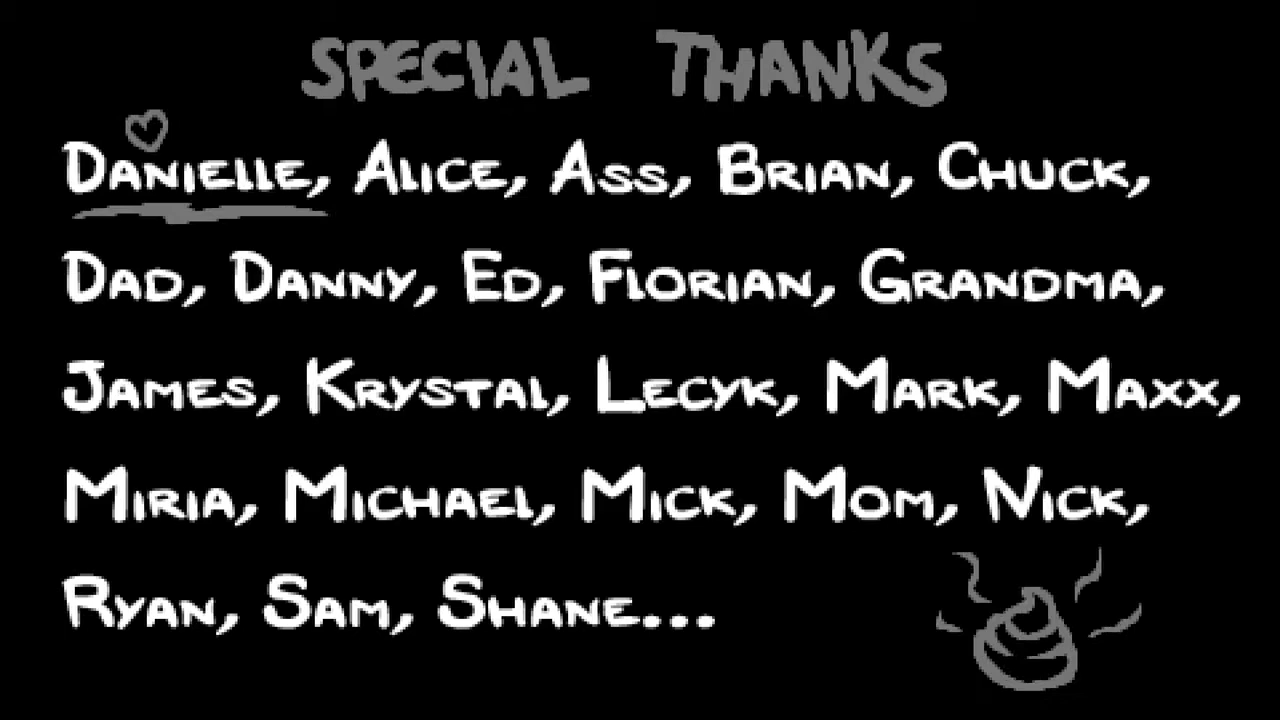 SPECIAL THANKS
DANIELLE, ALICE, ASS, BRIAN, CHUCK,
DAD, DANNY, ED, FLORIAN, GRANDMA,
JAMES, KRYSTAL, LECYK, MARK, MAXX,
MIRIA, MICHAEL, MICK, MOM, NICK,
RYAN, SAM, SHANE...